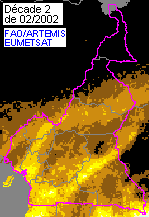 Décade 2
de 02/2002
FAO/ARTEMIS
EUMETSAT